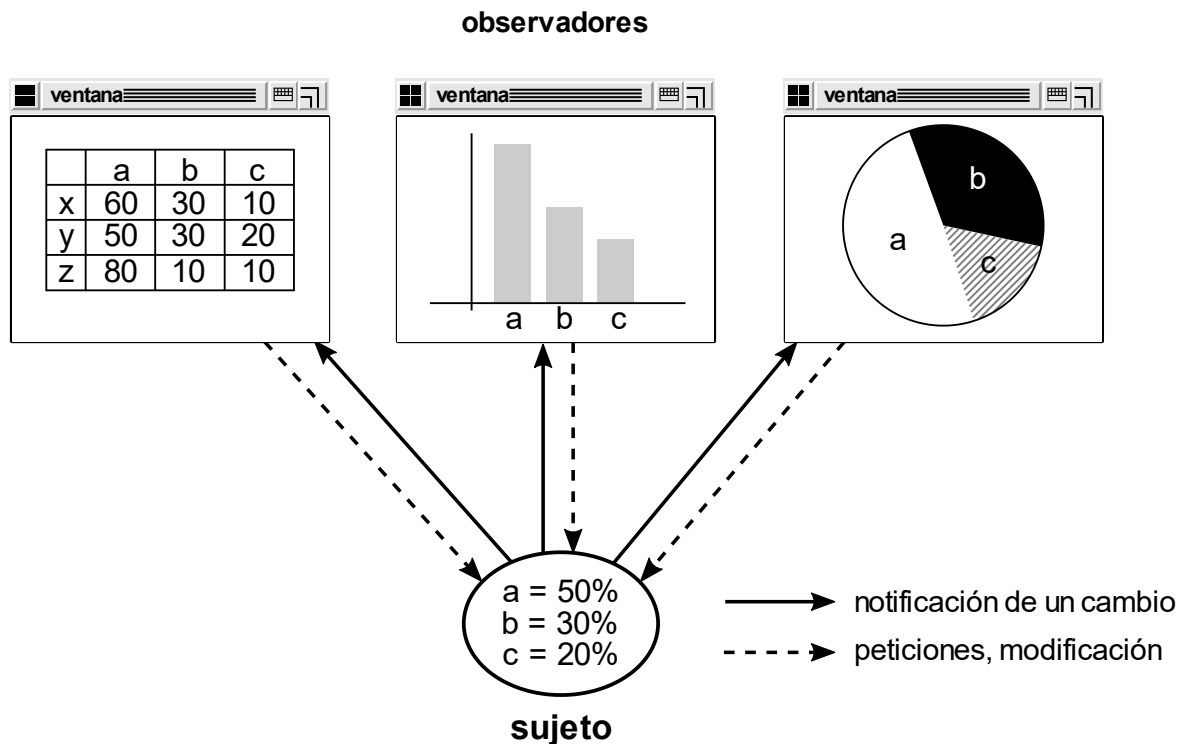 observadores
ventana
ventana
ventana
a b c
x 60 30 10
y 50 30 20
z 80 10 10
a b c
b
a
c
a = 50%
b = 30%
c = 20%
sujeto
notificación de un cambio
peticiones, modificación